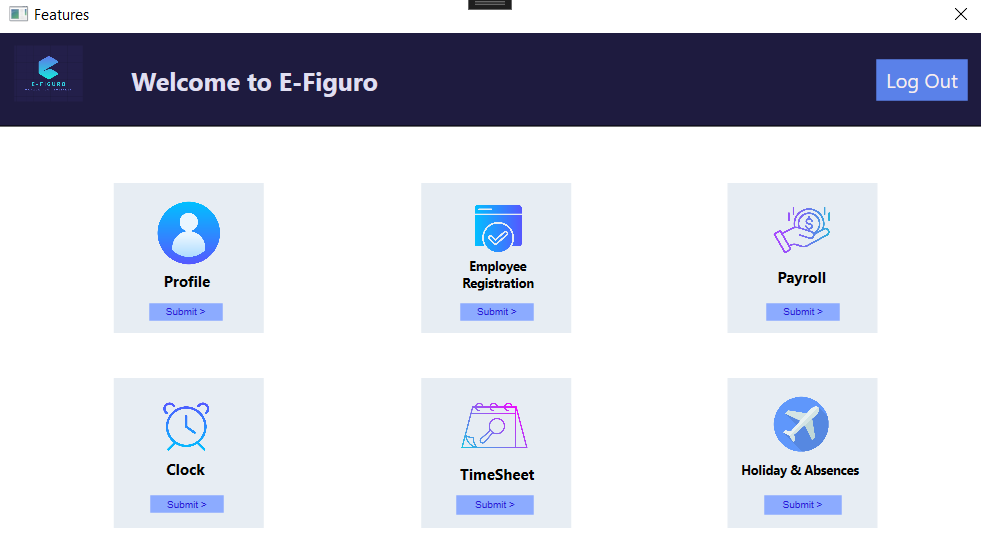 Features
E-FIGURO
Welcome to E-Figuro
Log Out
Profile
Submit >
Employee
Registration
Submit >
Payroll
Submit >
Clock
Submit >
TimeSheet
Submit >
Holiday & Absences
Submit >